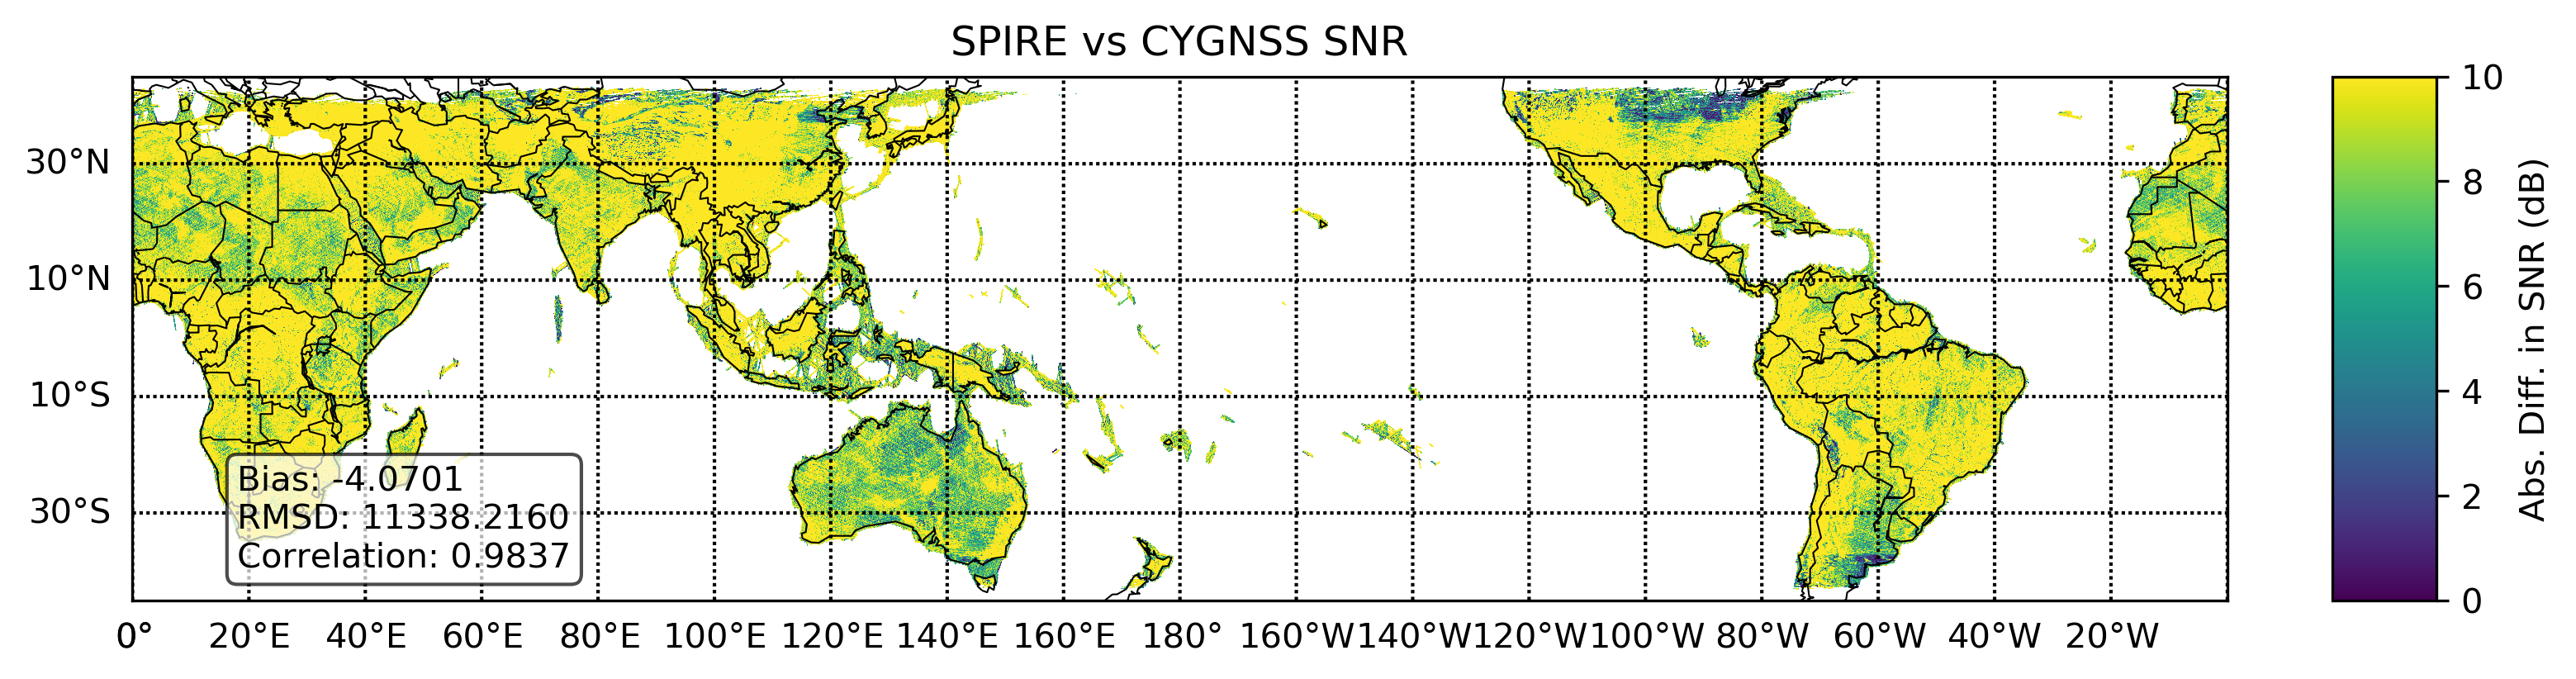 SPIRE vs CYGNSS SNR
30°N
10°N
10°S
30°S
Bias: -4.0701
RMSD: 11338.2160
Correlation: 0.9837
0° 20°E 40°E 60°E 80°E 100°E 120°E 140°E 160°E 180° 160°W 140°W 120°W 100°W 80°W 60°W 40°W 20°W
10
8
6
4
2
0
Abs. Diff. in SNR (dB)